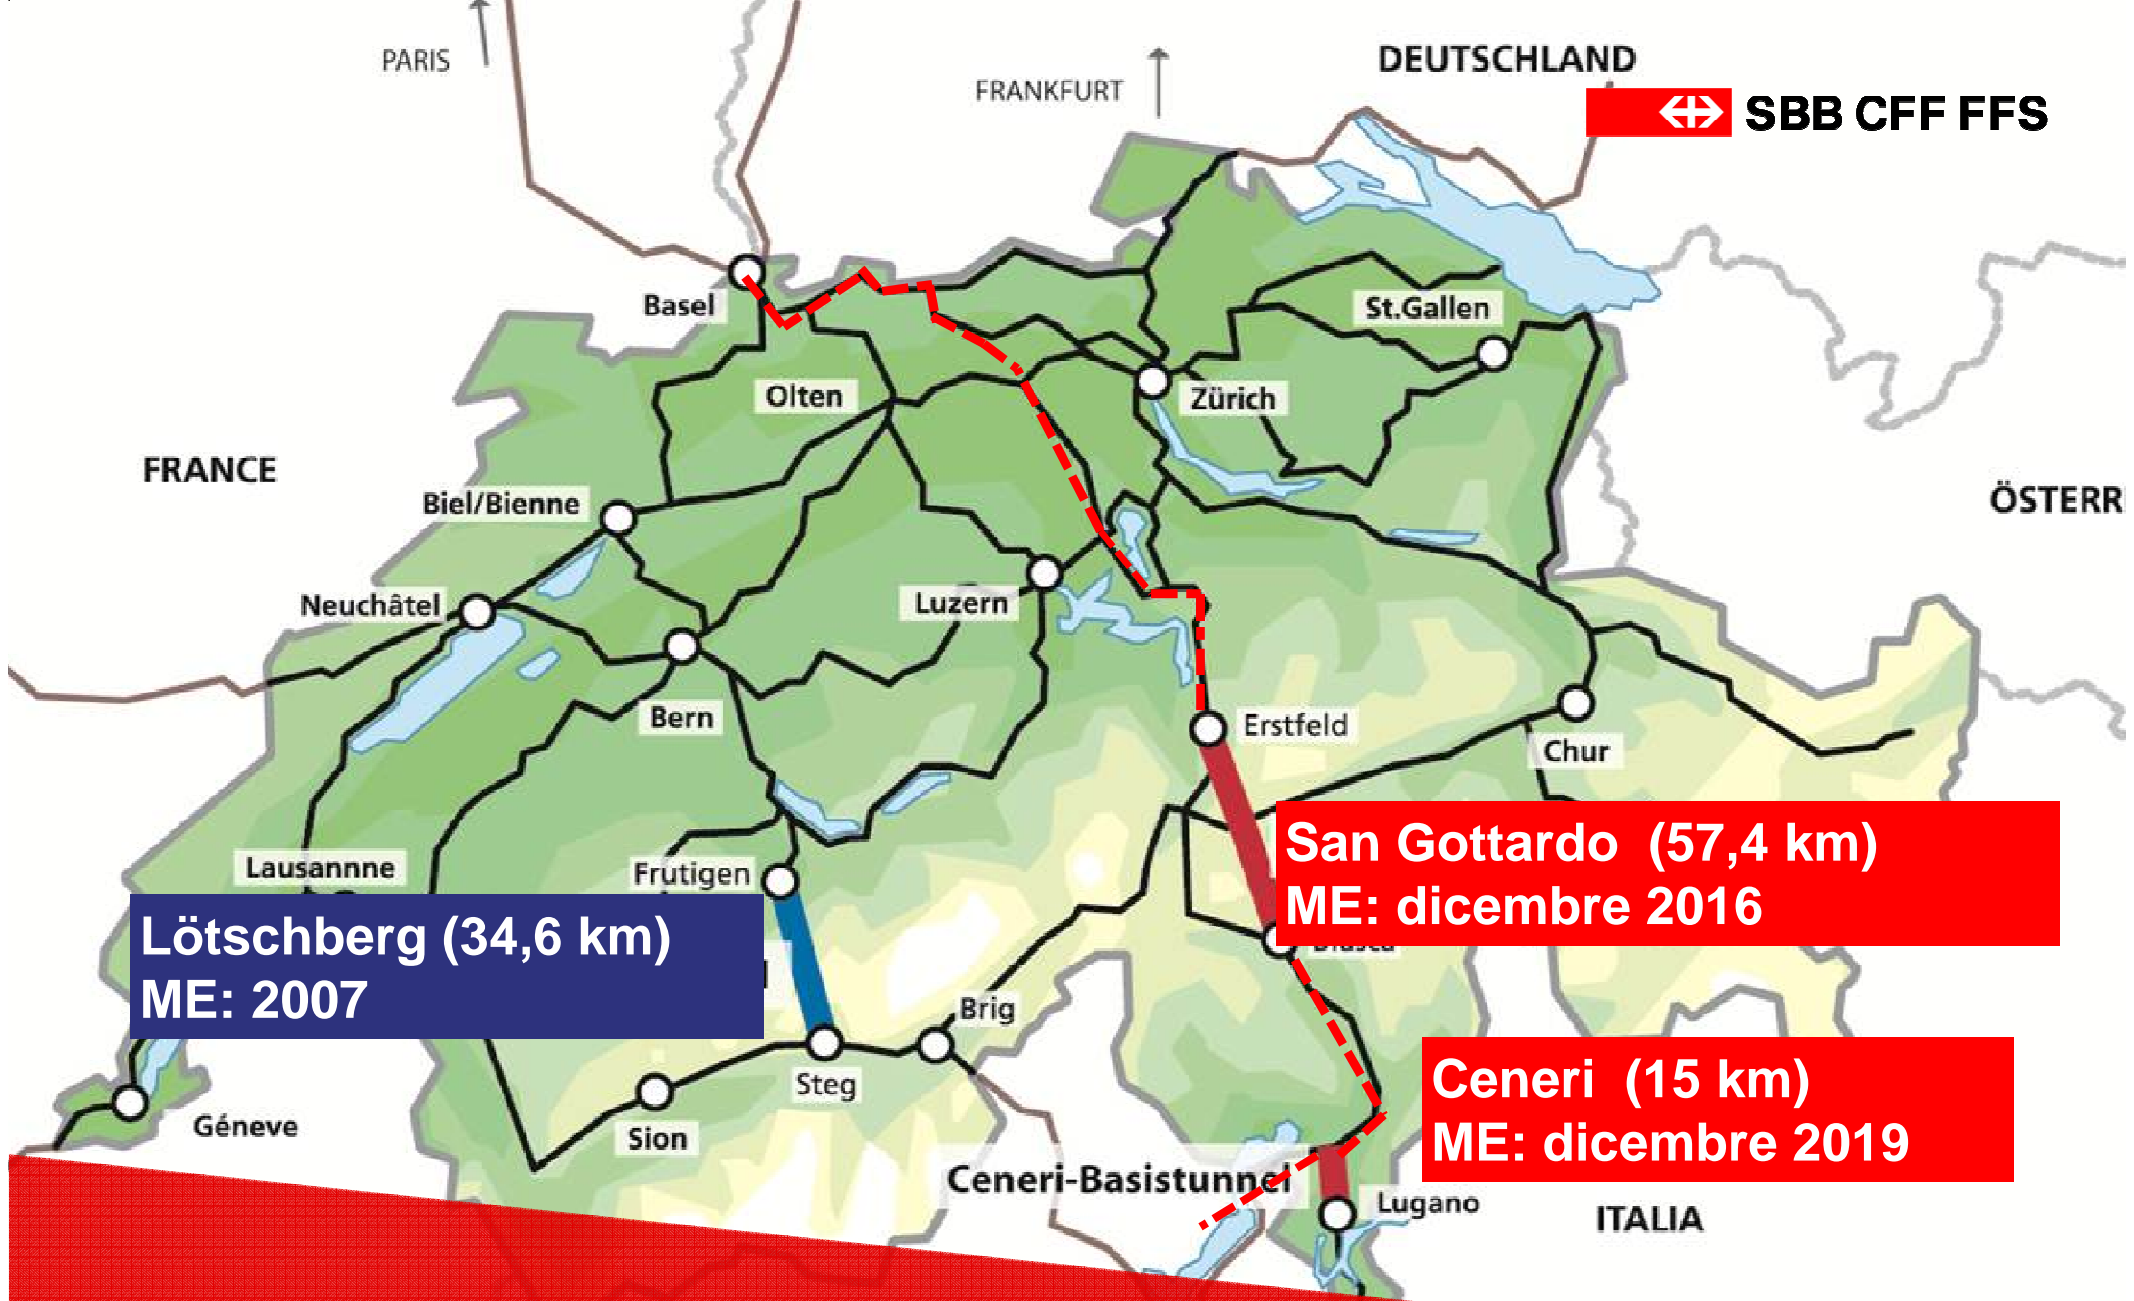 PARIS
FRANKFURT
DEUTSCHLAND
SBB CFF FFS
Basel
St.Gallen
Olten
Zürich
FRANCE
Biel/Bienne
ÖSTERR
Neuchâtel
Luzern
Bern
Erstfeld
Chur
Lausannne
Frutigen
San Gottardo (57,4 km)
ME: dicembre 2016
Lötschberg (34,6 km)
ME: 2007
Brig
Steg
Ceneri (15 km)
ME: dicembre 2019
Géneve
Sion
Ceneri-Basistunnel
Lugano
ITALIA